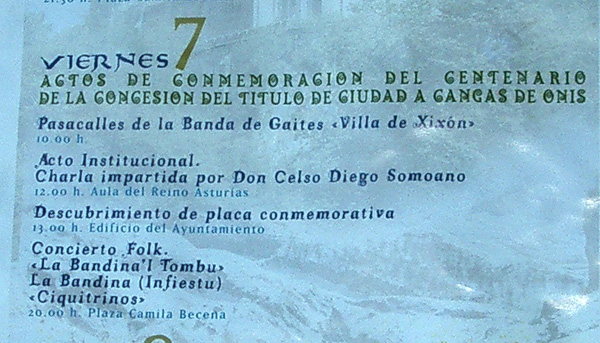 VIERNES 7
ACTOS DE CONMEMORACION DEL CENTENARIO
DE LA CONCESION DEL TITULO DE CIUDAD A CANGAS DE ONIS
Pasacalles de la Banda de Gaites «Villa de Xixón»
10.00 h.
Acto Institucional.
Charla impartida por Don Celso Diego Somoano
12.00 h. Aula del Reino Asturias
Descubrimiento de placa conmemorativa
13.00 h. Edificio del Ayuntamiento
Concierto Folk.
«La Bandina'l Tombu»
La Bandina (Infiestu)
«Ciquitrinos»
20.00 h. Plaza Camila Beceña